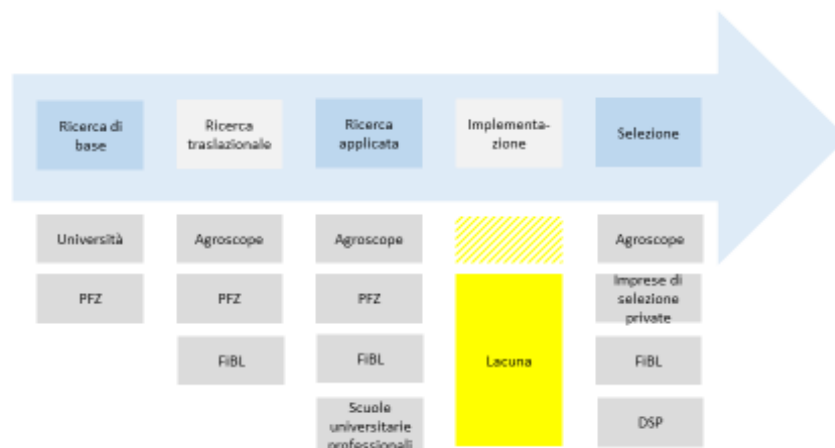 Ricerca di
base
Ricerca
traslazionale
Ricerca
applicata
Implementa-
zione
Selezione
Università
Agroscope
Agroscope
Agroscope
PFZ
PFZ
PFZ
Imprese di
selezione
private
FiBL
FiBL
Lacuna
FiBL
Scuole
universitarie
professionali
DSP